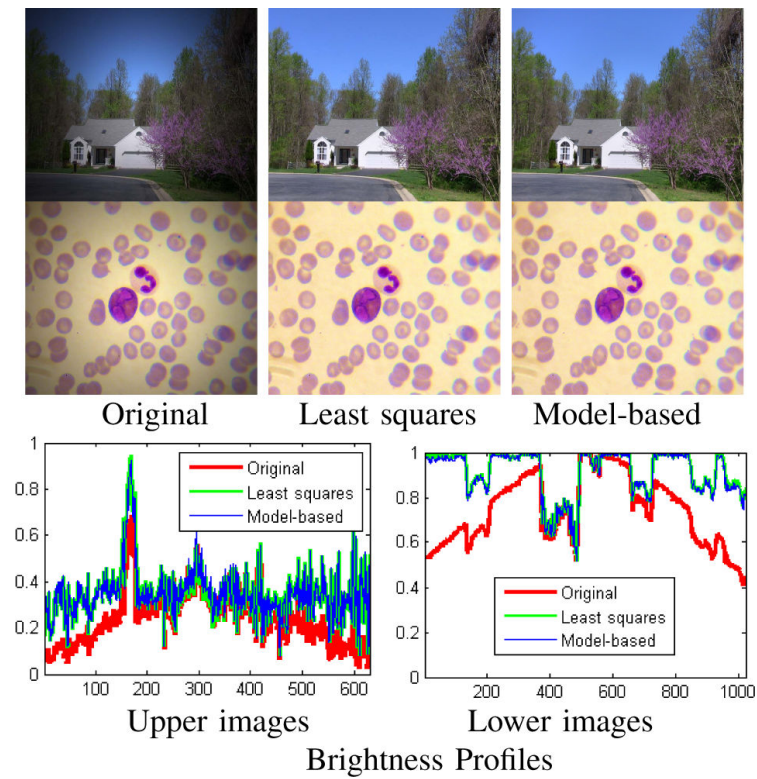 Original Least squares Model-based
1
0.8
0.6
0.4
0.2
0
100 200 300 400 500 600
Original
Least squares
Model-based
Upper images
1
0.8
0.6
0.4
0.2
0
200 400 600 800 1000
Original
Least squares
Model-based
Lower images
Brightness Profiles